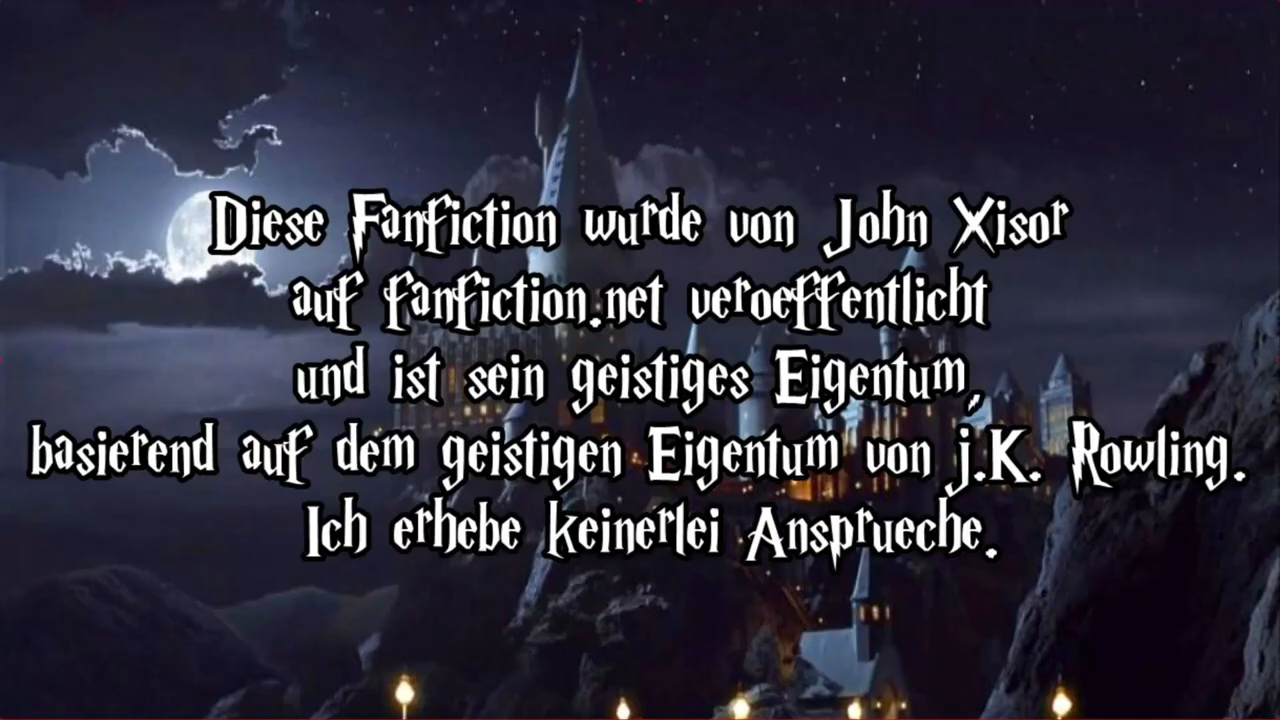 Diese Fanfiction wurde von John Xisor
auf fanfiction.net veroeffentlicht
und ist sein geistiges Eigentum,
basierend auf dem geistigen Eigentum von j.K. Rowling.
Ich erhebe keinerlei Ansprueche.